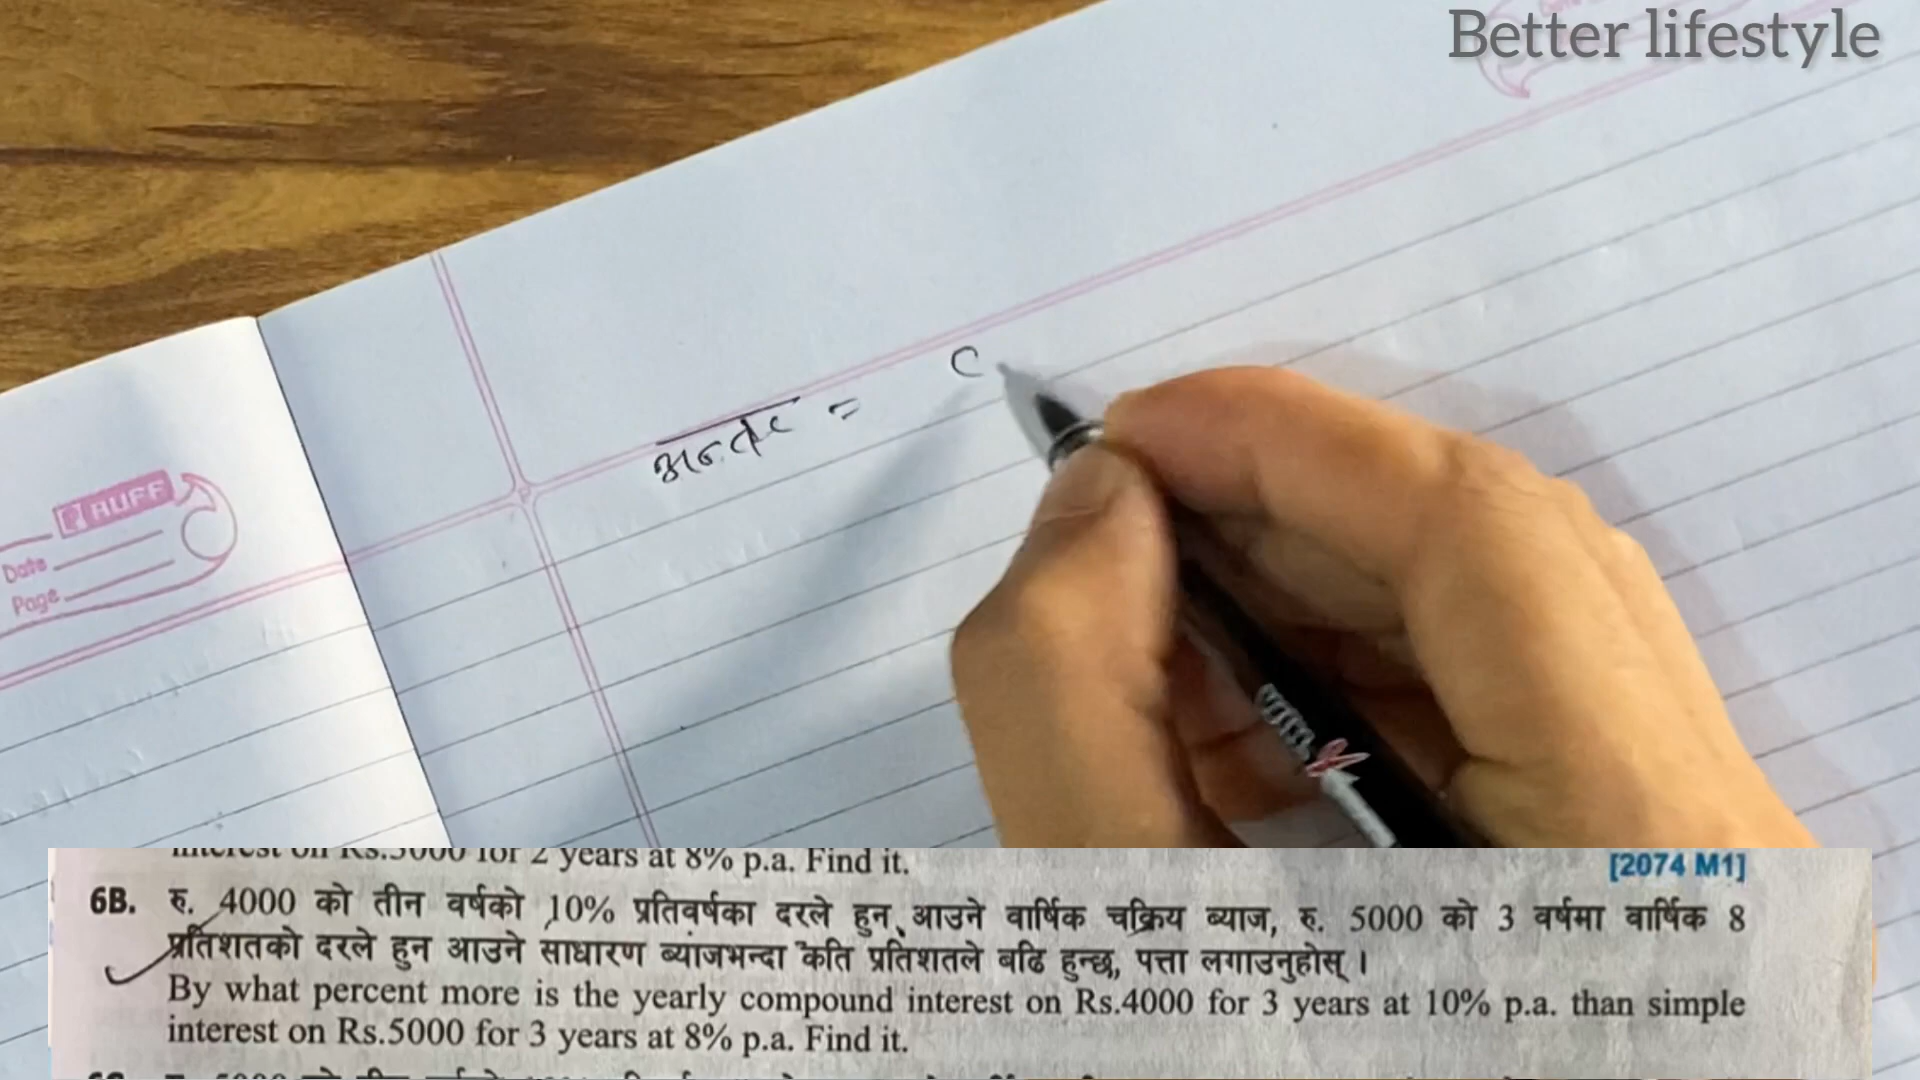 Better lifestyle
अन्तर = C
RUFF
Date
Page
interest on Rs.5000 for 2 years at 8% p.a. Find it.
[2074 M1]
6B. रु. 4000 को तीन वर्षको 10% प्रतिवर्षका दरले हुन आउने वार्षिक चक्रिय ब्याज, रु. 5000 को 3 वर्षमा वार्षिक 8
प्रतिशतको दरले हुन आउने साधारण ब्याजभन्दा कति प्रतिशतले बढि हुन्छ, पत्ता लगाउनुहोस् ।
By what percent more is the yearly compound interest on Rs.4000 for 3 years at 10% p.a. than simple
interest on Rs.5000 for 3 years at 8% p.a. Find it.